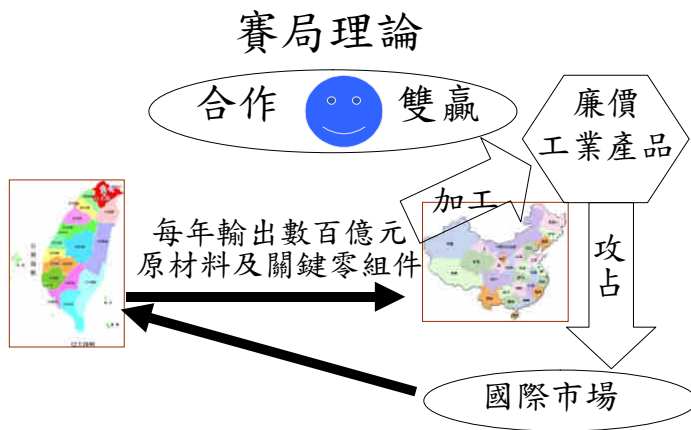 賽局理論
合作 雙贏
廉價
工業產品
加工
每年輸出數百億元
原材料及關鍵零組件
攻
占
國際市場